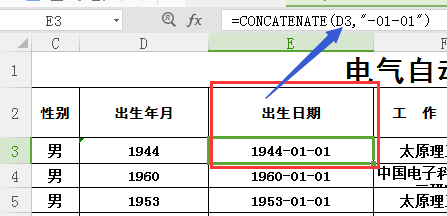 E3 fx =CONCATENATE(D3,"-01-01")
C D E F
1 电气自
2 性别 出生年月 出生日期 工 作
3 男 1944 1944-01-01 太原理
4 男 1960 1960-01-01 中国电子科
5 男 1953 1953-01-01 太原理